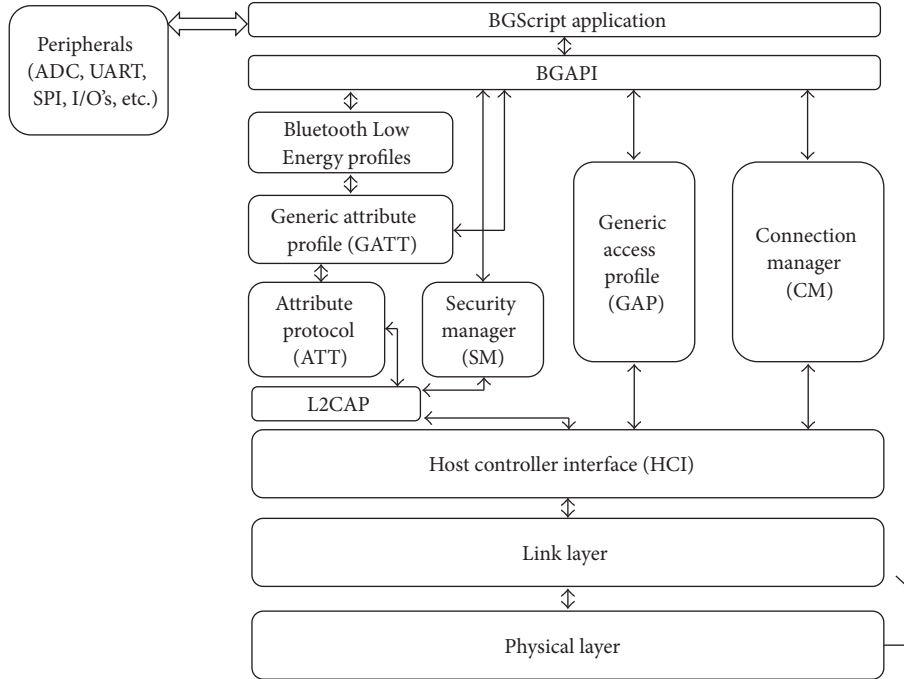 BGScript application
Peripherals
(ADC, UART,
SPI, I/O's, etc.)
BGAPI
Bluetooth Low
Energy profiles
Generic attribute
profile (GATT)
Generic
access
profile
(GAP)
Connection
manager
(CM)
Attribute
protocol
(ATT)
Security
manager
(SM)
L2CAP
Host controller interface (HCI)
Link layer
Physical layer